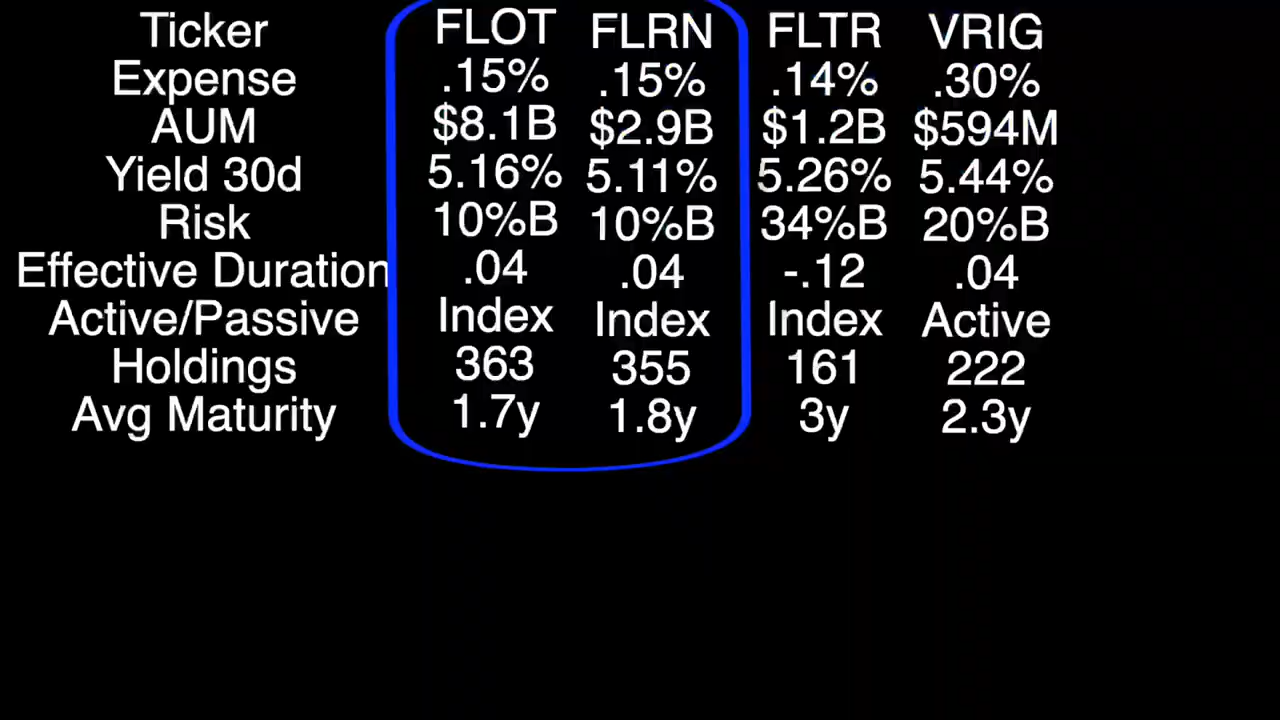 Ticker FLOT FLRN FLTR VRIG
Expense .15% .15% .14% .30%
AUM $8.1B $2.9B $1.2B $594M
Yield 30d 5.16% 5.11% 5.26% 5.44%
Risk 10%B 10%B 34%B 20%B
Effective Duration .04 .04 -.12 .04
Active/Passive Index Index Index Active
Holdings 363 355 161 222
Avg Maturity 1.7y 1.8y 3y 2.3y